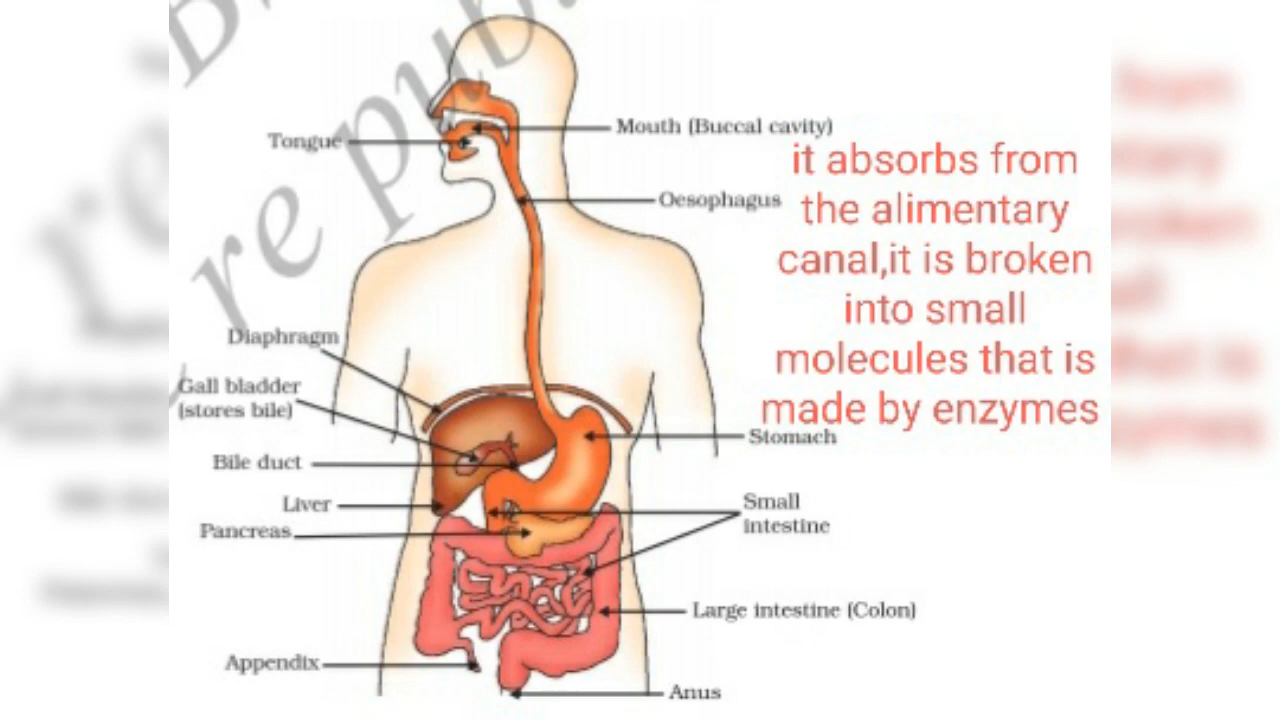 re pub
Mouth (Buccal cavity)
Tongue
it absorbs from
the alimentary
canal,it is broken
into small
molecules that is
made by enzymes
Oesophagus
Diaphragm
Gall bladder
(stores bile)
Stomach
Bile duct
Liver
Small
intestine
Pancreas
Large intestine (Colon)
Appendix
Anus